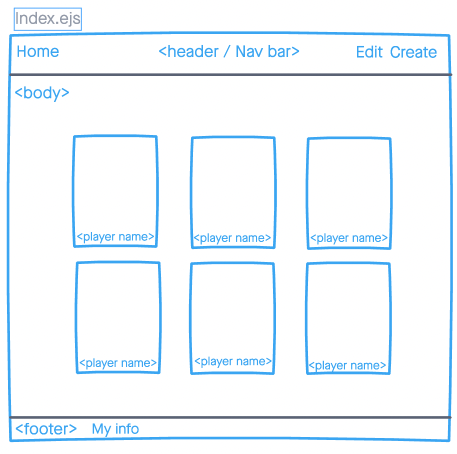 Index.ejs
Home <header / Nav bar> Edit Create
<body>
<player name> <player name> <player name>
<player name> <player name> <player name>
<footer> My info